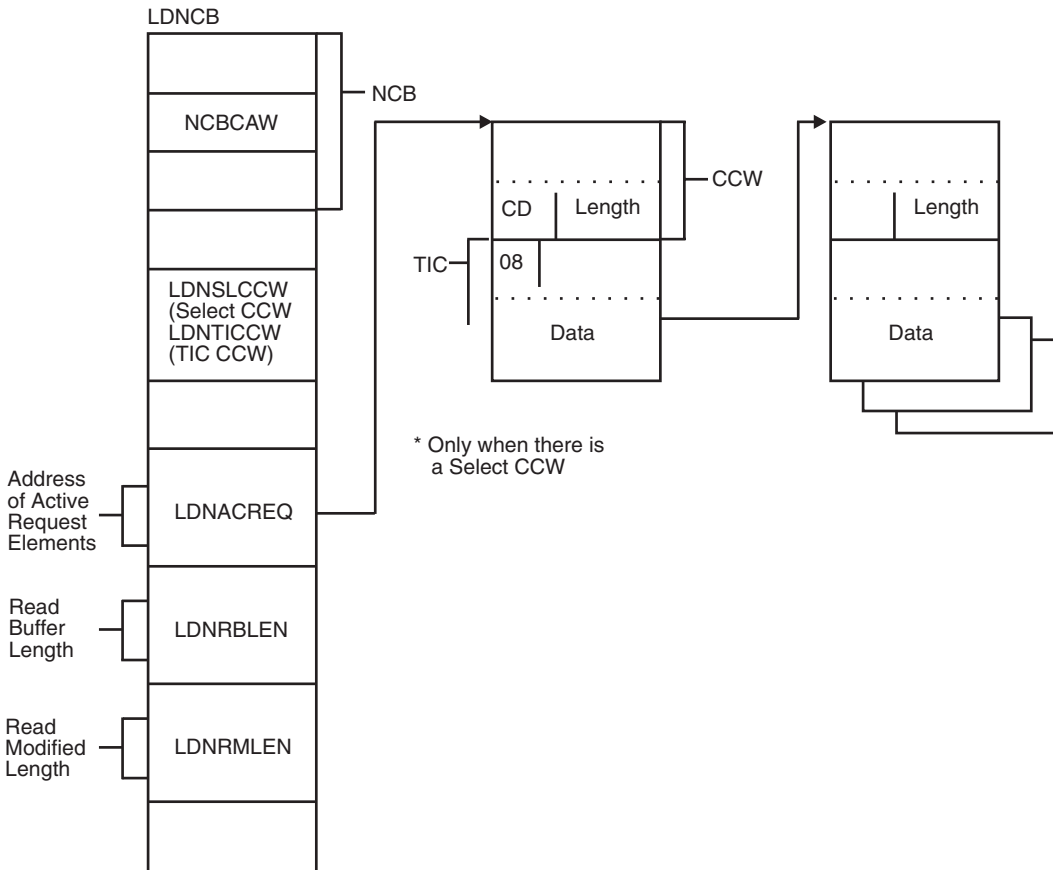 LDNCB
NCB
NCBCAW
CCW
CD
Length
Length
TIC
08
LDNSLCCW
(Select CCW
LDNTICCW
(TIC CCW)
Data
Data
* Only when there is
a Select CCW
Address
of Active
Request
Elements
LDNACREQ
Read
Buffer
Length
LDNRBLEN
Read
Modified
Length
LDNRMLEN